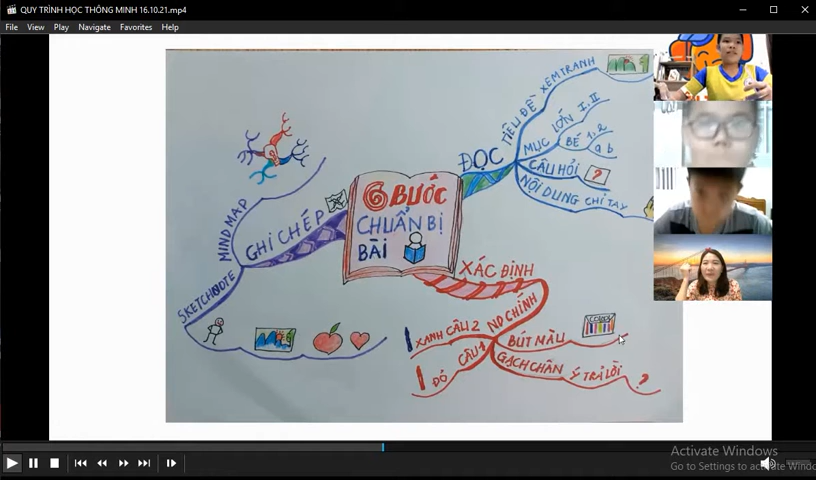 QUY TRÌNH HỌC THÔNG MINH 16.10.21.mp4
File View Play Navigate Favorites Help
6 BƯỚC
CHUẨN BỊ
BÀI
ĐỌC
TIÊU ĐỀ XEM TRANH
MỤC LỚN I, II
BÉ 1, 2
a b
CÂU HỎI ?
NỘI DUNG CHỈ TAY
XÁC ĐỊNH
ND CHÍNH
BÚT MÀU
COLOR
GẠCH CHÂN Ý TRẢ LỜI ?
XANH CÂU 2
ĐỎ CÂU 1
GHI CHÉP
MIND MAP
SKETCHNOTE
Activate Windows
Go to Settings to activate Windows